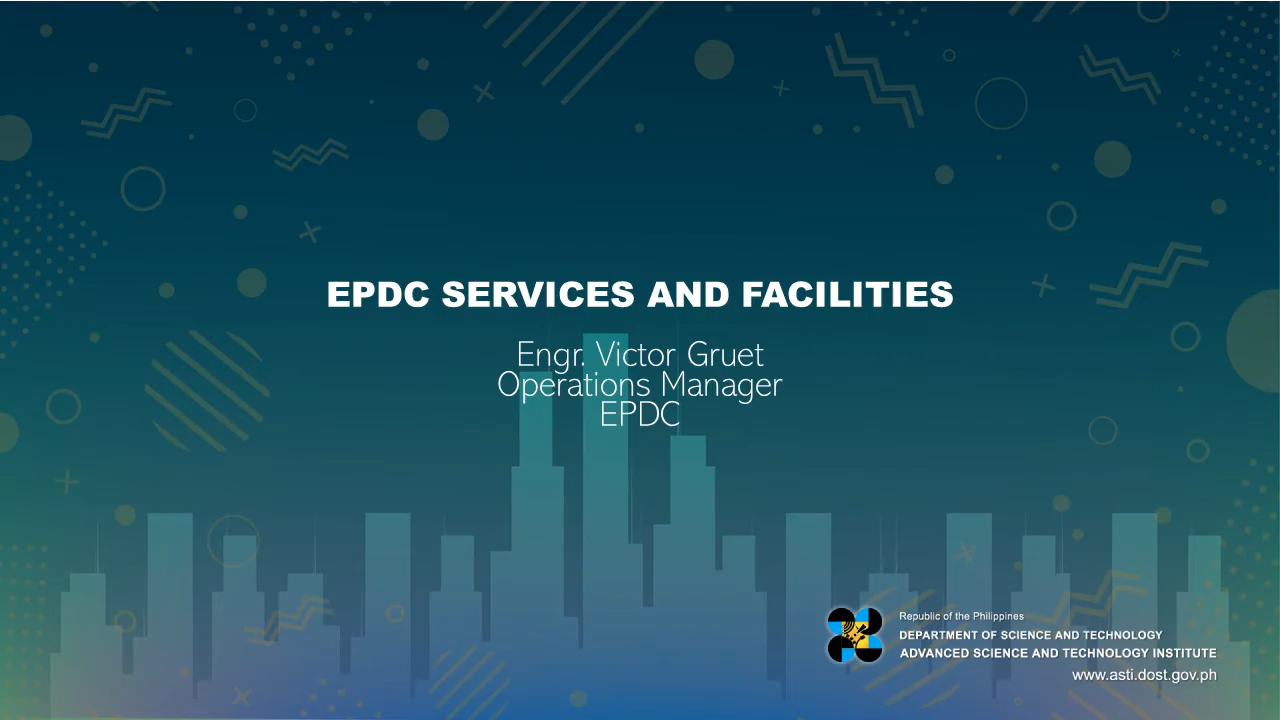 EPDC SERVICES AND FACILITIES
Engr. Victor Gruet
Operations Manager
EPDC
Republic of the Philippines
DEPARTMENT OF SCIENCE AND TECHNOLOGY
ADVANCED SCIENCE AND TECHNOLOGY INSTITUTE
www.asti.dost.gov.ph